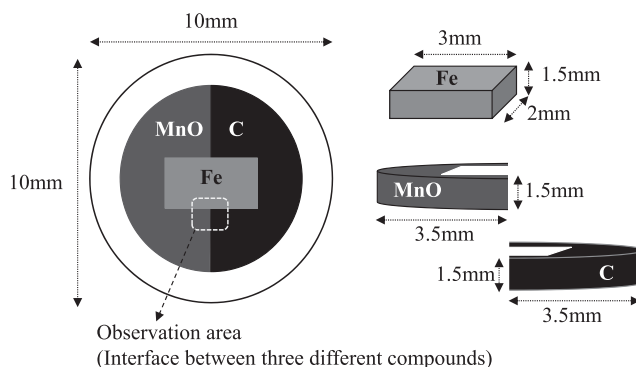 10mm
10mm
MnO
C
Fe
Observation area
(Interface between three different compounds)
3mm
Fe
1.5mm
2mm
MnO
1.5mm
3.5mm
1.5mm
C
3.5mm